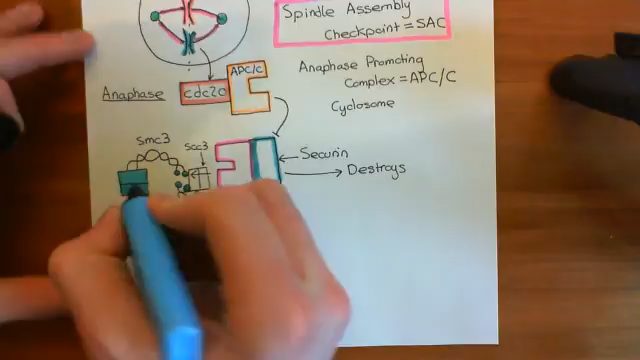 Spindle Assembly
Checkpoint = SAC
Anaphase Promoting
Complex = APC/C
Cyclosome
APC/C
Anaphase
cdc20
smc3
scc3
Securin
Destroys